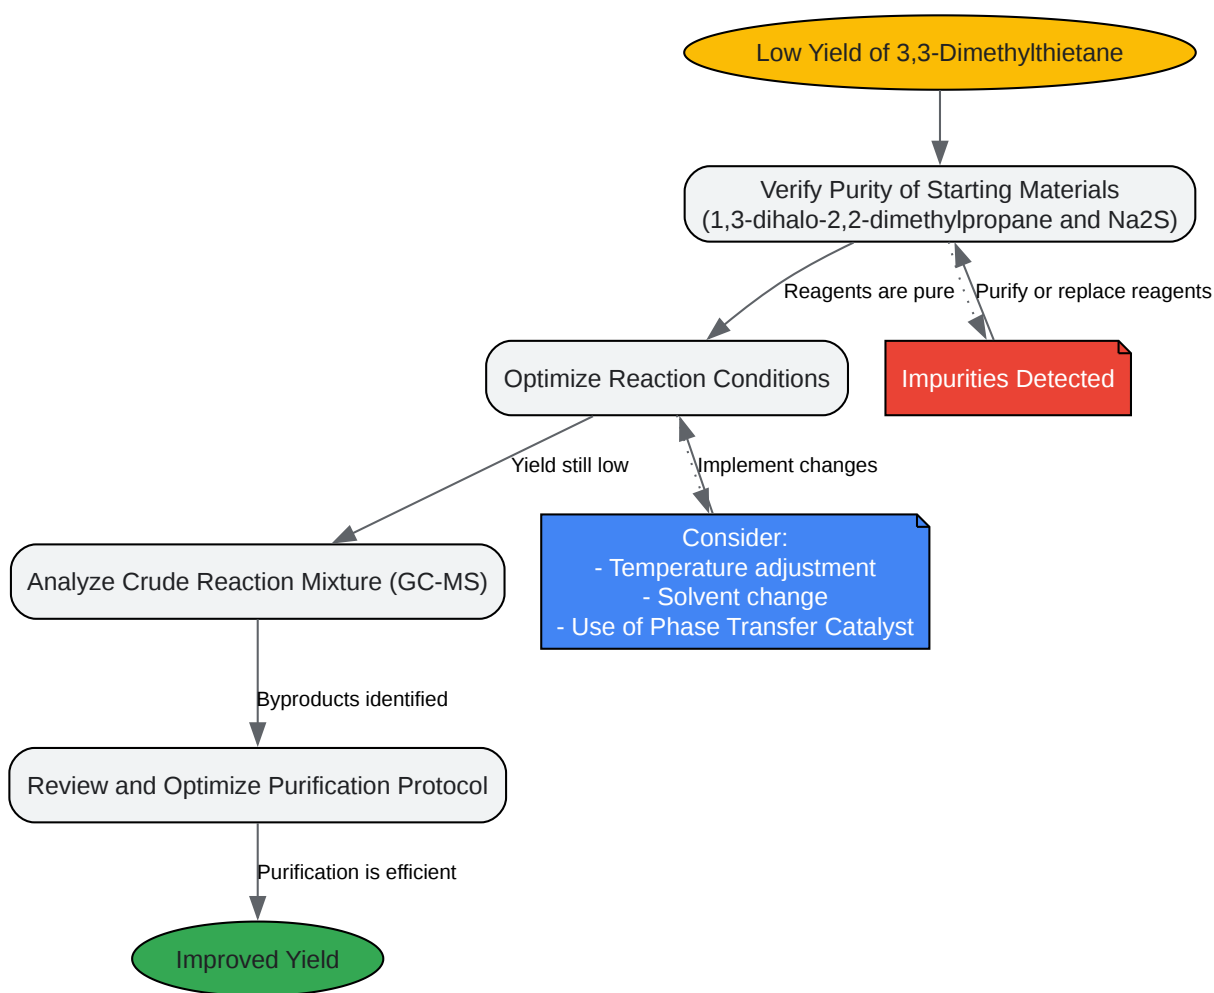 Low Yield of 3,3-Dimethylthietane
Verify Purity of Starting Materials
(1,3-dihalo-2,2-dimethylpropane and Na2S)
Reagents are pure
Purify or replace reagents
Optimize Reaction Conditions
Impurities Detected
Yield still low
Implement changes
Consider:
- Temperature adjustment
- Solvent change
- Use of Phase Transfer Catalyst
Analyze Crude Reaction Mixture (GC-MS)
Byproducts identified
Review and Optimize Purification Protocol
Purification is efficient
Improved Yield